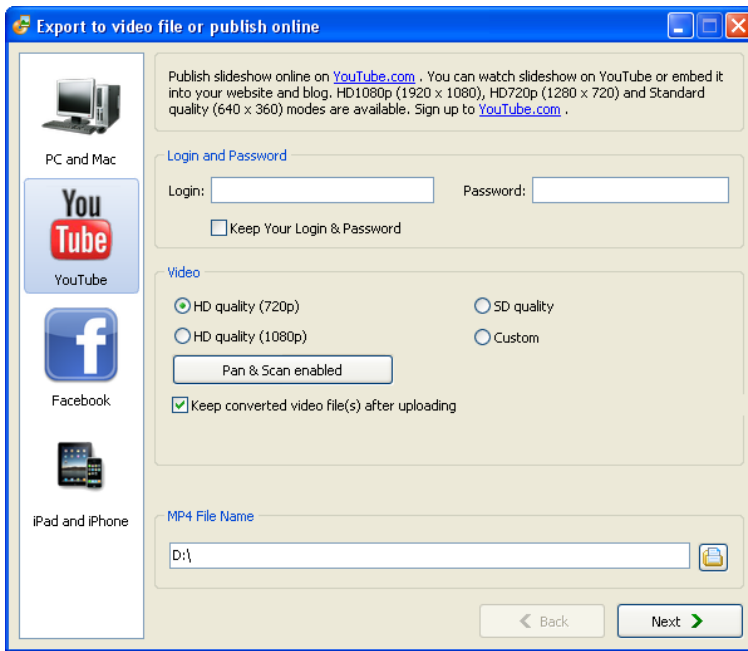 Export to video file or publish online
PC and Mac
You
Tube
YouTube
f
Facebook
iPad and iPhone
Publish slideshow online on YouTube.com . You can watch slideshow on YouTube or embed it
into your website and blog. HD1080p (1920 x 1080), HD720p (1280 x 720) and Standard
quality (640 x 360) modes are available. Sign up to YouTube.com .
Login and Password
Login: Password:
Keep Your Login & Password
Video
HD quality (720p) SD quality
HD quality (1080p) Custom
Pan & Scan enabled
Keep converted video file(s) after uploading
MP4 File Name
D:\
Back Next